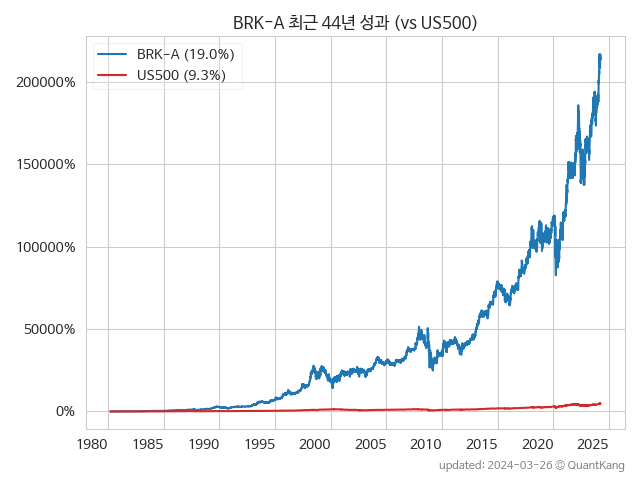 BRK-A 최근 44년 성과 (vs US500)
BRK-A (19.0%)
US500 (9.3%)
200000%
150000%
100000%
50000%
0%
1980 1985 1990 1995 2000 2005 2010 2015 2020 2025
updated: 2024-03-26 © QuantKang